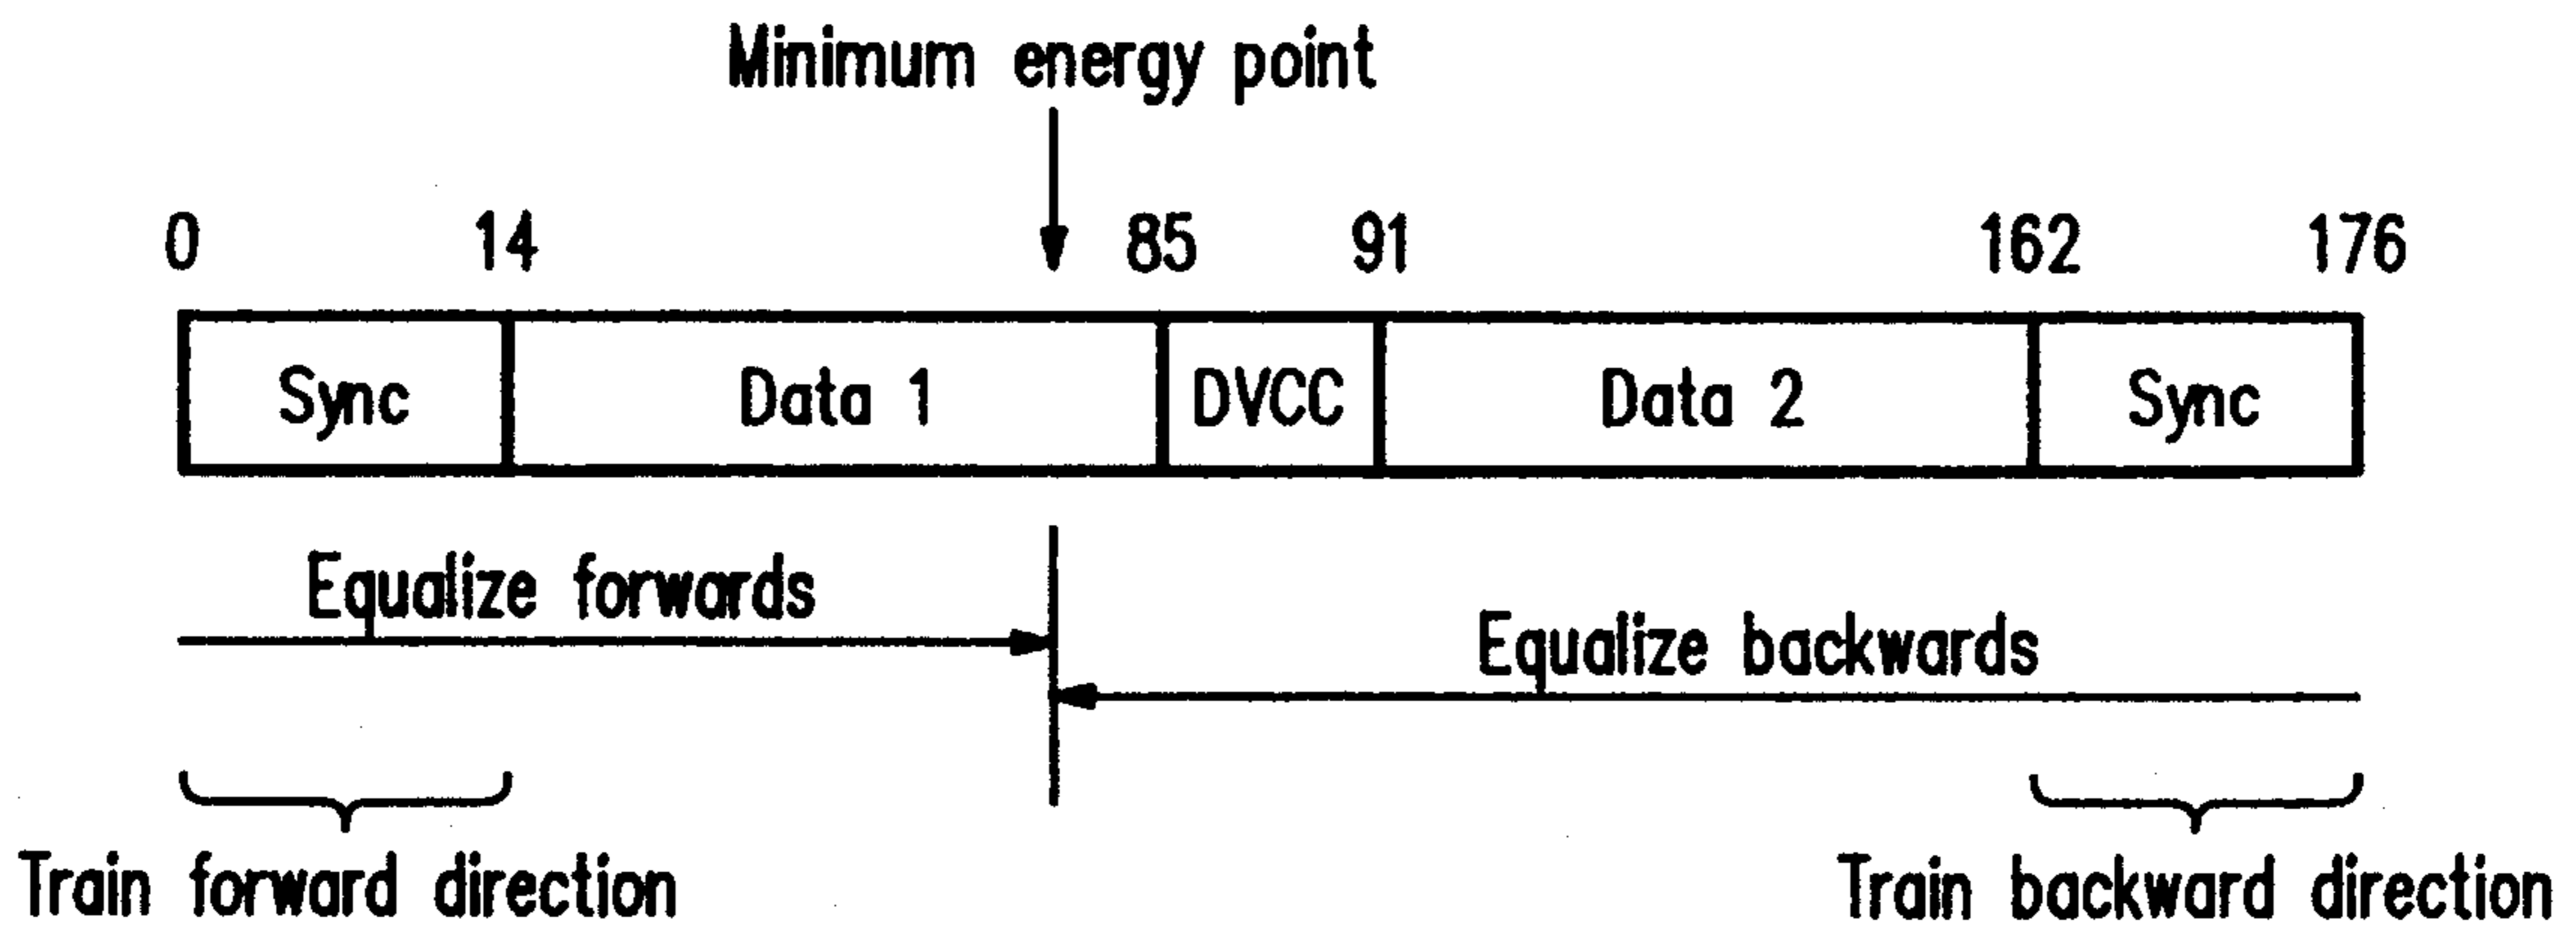 Minimum energy point
0 14 85 91 162 176
Sync Data 1 DVCC Data 2 Sync
Equalize forwards
Equalize backwards
Train forward direction Train backward direction